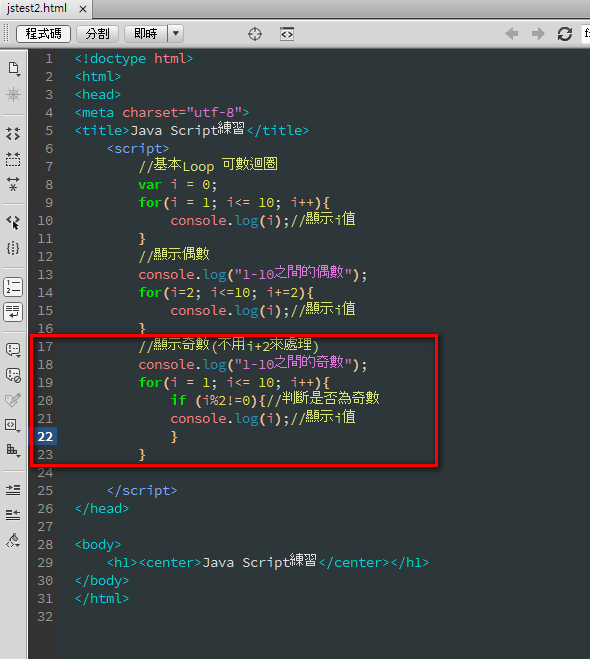 jstest2.html ×
程式碼 分割 即時
1 <!doctype html>
2 <html>
3 <head>
4 <meta charset="utf-8">
5 <title>Java Script練習</title>
6 <script>
7 //基本Loop 可數迴圈
8 var i = 0;
9 for(i = 1; i<= 10; i++){
10 console.log(i);//顯示i值
11 }
12 //顯示偶數
13 console.log("1-10之間的偶數");
14 for(i=2; i<=10; i+=2){
15 console.log(i);//顯示i值
16 }
17 //顯示奇數(不用i+2來處理)
18 console.log("1-10之間的奇數");
19 for(i = 1; i<= 10; i++){
20 if (i%2!=0){//判斷是否為奇數
21 console.log(i);//顯示i值
22 }
23 }
24
25 </script>
26 </head>
27
28 <body>
29 <h1><center>Java Script練習</center></h1>
30 </body>
31 </html>
32